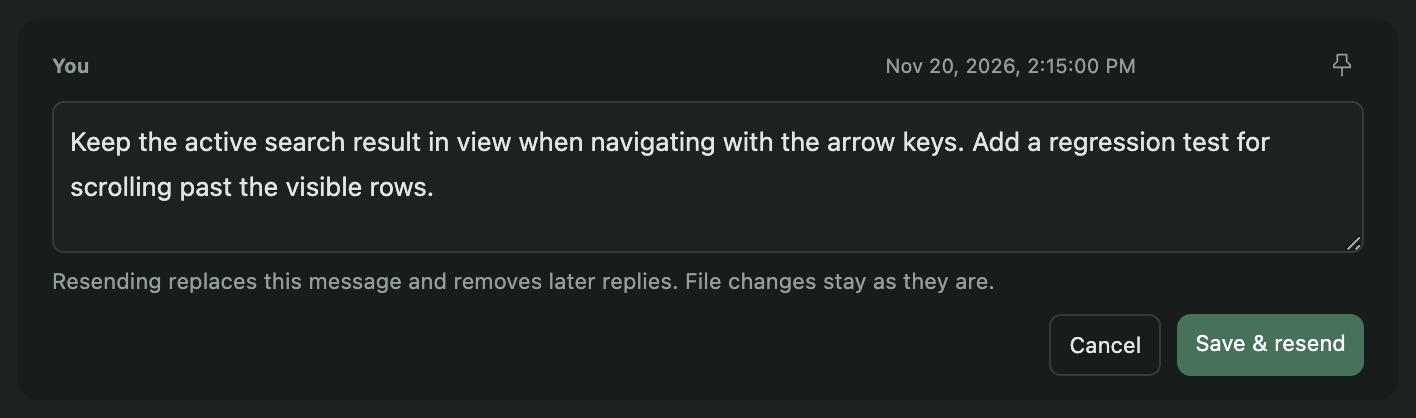 You
Nov 20, 2026, 2:15:00 PM
Keep the active search result in view when navigating with the arrow keys. Add a regression test for
scrolling past the visible rows.
Resending replaces this message and removes later replies. File changes stay as they are.
Cancel
Save & resend